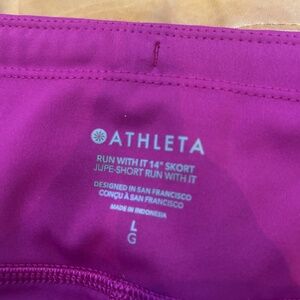 ATHLETA
RUN WITH IT 14" SKORT
JUPE-SHORT RUN WITH IT
DESIGNED IN SAN FRANCISCO
CONÇU À SAN FRANCISCO
MADE IN INDONESIA
L
G